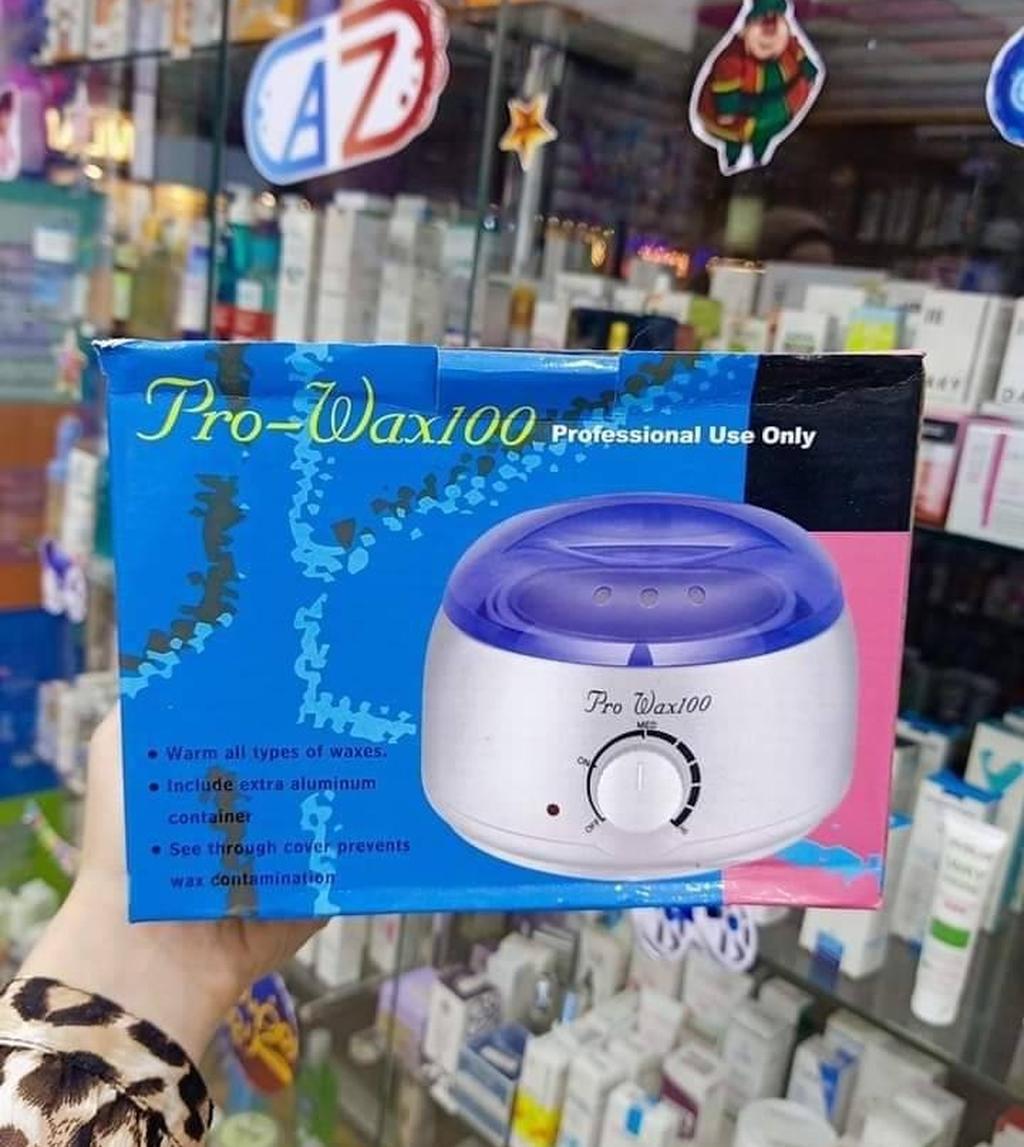 AZ
Pro-Wax100 Professional Use Only
Pro Wax100
MED
ON
OFF
• Warm all types of waxes.
• Include extra aluminum
container
• See through cover prevents
wax contamination